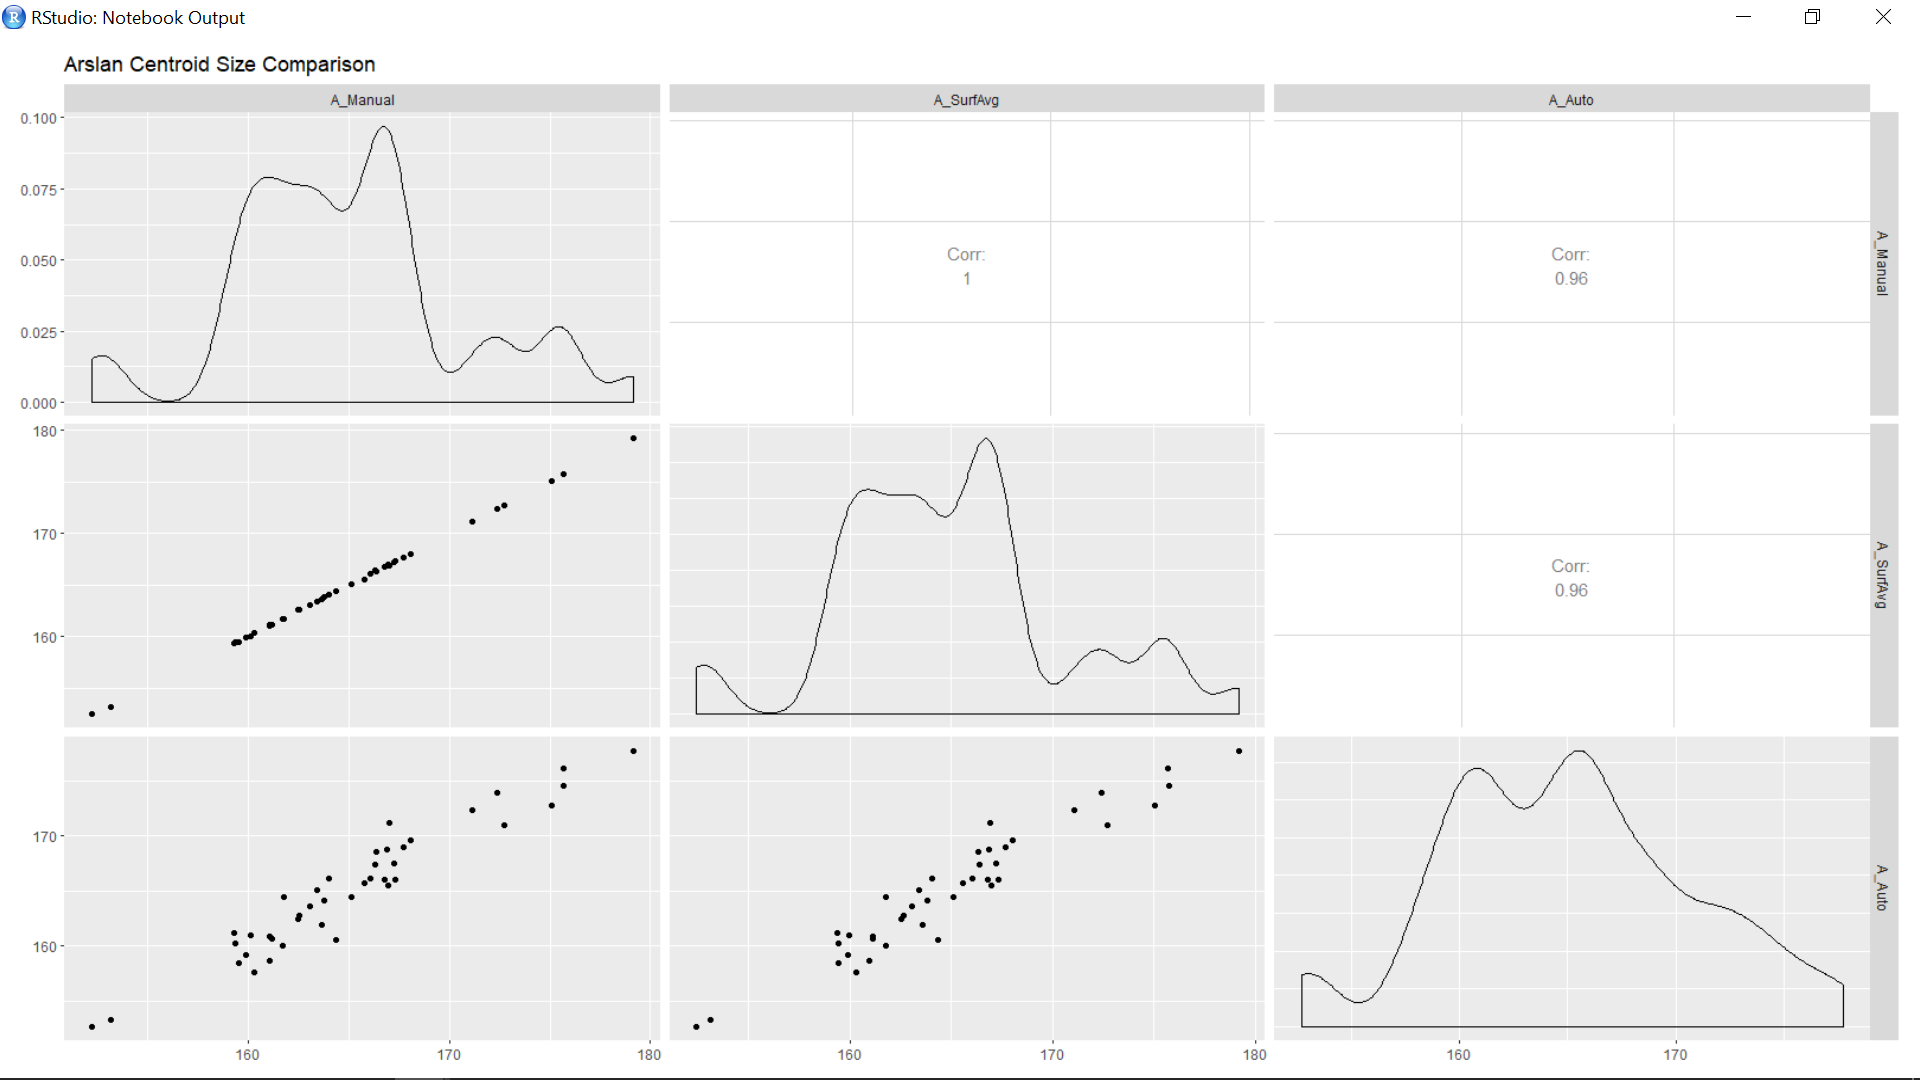 RStudio: Notebook Output
Arslan Centroid Size Comparison
A_Manual
A_SurfAvg
A_Auto
0.100
0.075
0.050
0.025
0.000
Corr:
1
Corr:
0.96
A_Manual
180
170
160
Corr:
0.96
A_SurfAvg
170
160
A_Auto
160
170
180
160
170
180
160
170